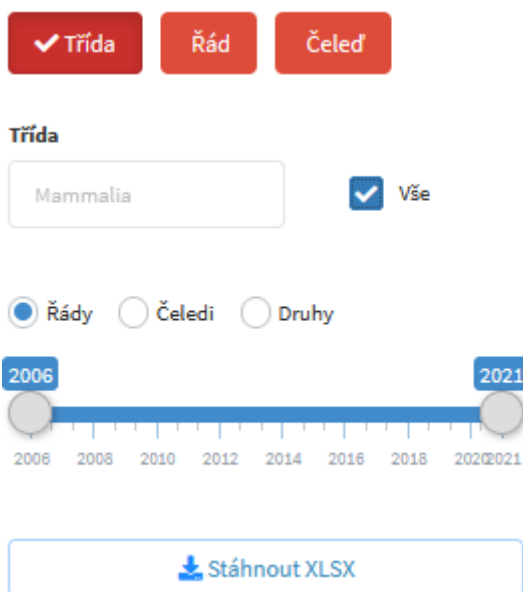 Třída Řád Čeleď
Třída
Mammalia Vše
Řády Čeledi Druhy
2006 2021
2006 2008 2010 2012 2014 2016 2018 2020 2021
Stáhnout XLSX